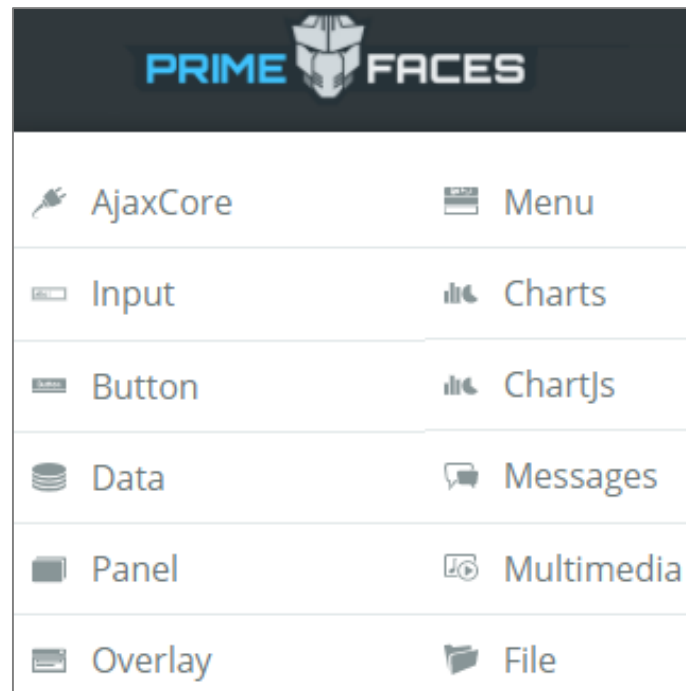 PRIME FACES
AjaxCore
Input
Button
Data
Panel
Overlay
Menu
Charts
ChartJs
Messages
Multimedia
File